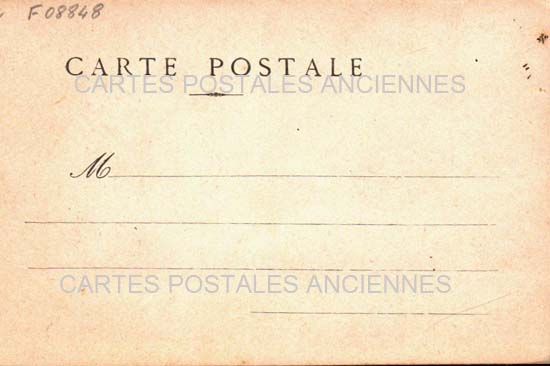 F08848
CARTE POSTALE
CARTES POSTALES ANCIENNES
M
CARTES POSTALES ANCIENNES